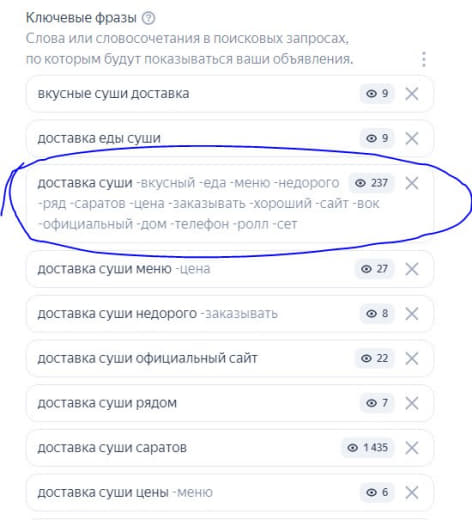 Ключевые фразы ?
Слова или словосочетания в поисковых запросах,
по которым будут показываться ваши объявления.
вкусные суши доставка 9
доставка еды суши 9
доставка суши -вкусный -еда -меню -недорого 237
-ряд -саратов -цена -заказывать -хороший -сайт -вок
-официальный -дом -телефон -ролл -сет
доставка суши меню -цена 27
доставка суши недорого -заказывать 8
доставка суши официальный сайт 22
доставка суши рядом 7
доставка суши саратов 1 435
доставка суши цены -меню 6